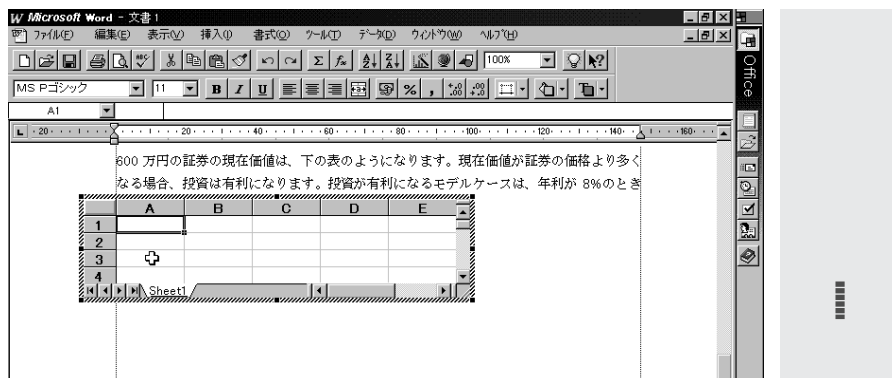 W Microsoft Word - 文書1
ファイル(F) 編集(E) 表示(V) 挿入(I) 書式(O) ツール(T) データ(D) ウィンドウ(W) ヘルプ(H)
100%
MS Pゴシック 11 B I U % ,
A1
Office
L 20 20 40 60 80 100 120 140 160
600 万円の証券の現在価値は、下の表のようになります。現在価値が証券の価格より多く
なる場合、投資は有利になります。投資が有利になるモデルケースは、年利が 8%のとき
A B C D E
1
2
3
4
Sheet1